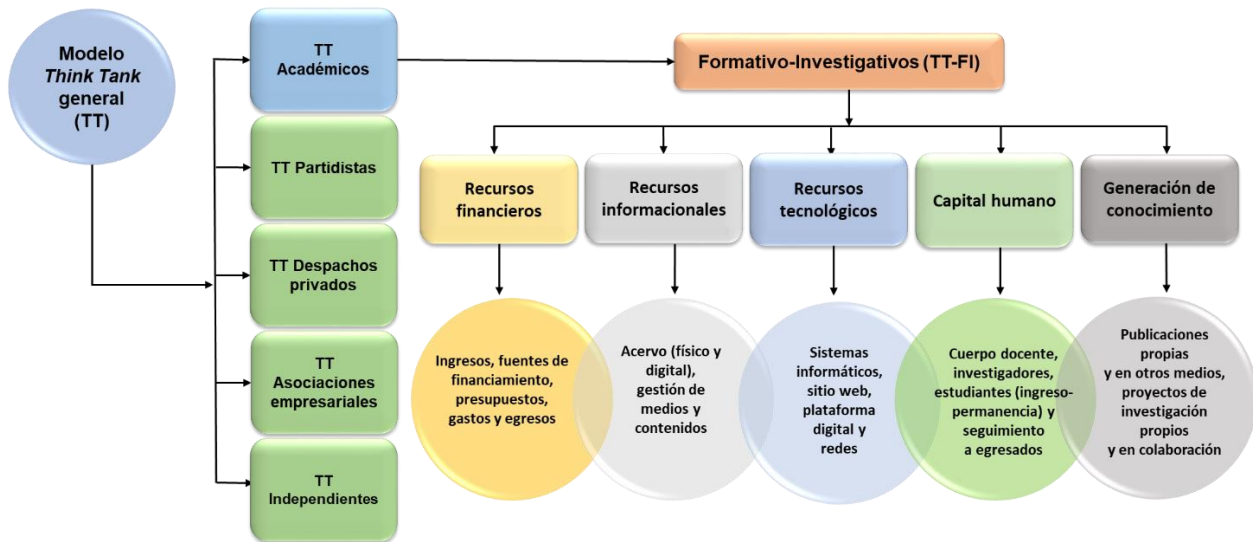 Modelo
Think Tank
general
(TT)
TT
Académicos
TT Partidistas
TT Despachos
privados
TT
Asociaciones
empresariales
TT
Independientes
Formativo-Investigativos (TT-FI)
Recursos
financieros
Recursos
informacionales
Recursos
tecnológicos
Capital humano
Generación de
conocimiento
Ingresos, fuentes de
financiamiento,
presupuestos,
gastos y egresos
Acervo (físico y
digital),
gestión de
medios y
contenidos
Sistemas
informáticos,
sitio web,
plataforma
digital y
redes
Cuerpo docente,
investigadores,
estudiantes (ingreso-
permanencia) y
seguimiento
a egresados
Publicaciones
propias
y en otros medios,
proyectos de
investigación
propios
y en colaboración